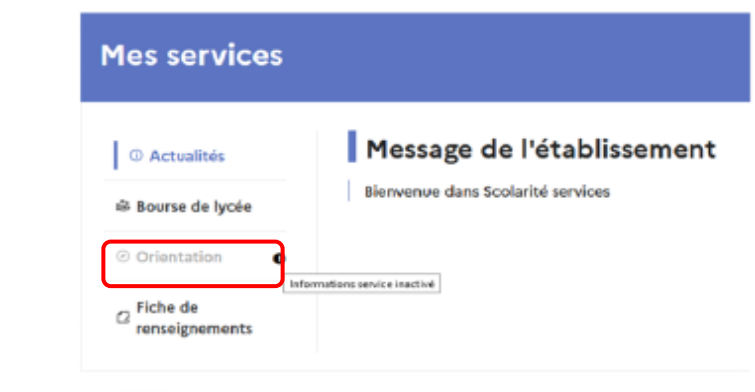 Mes services
Actualités
Message de l'établissement
Bienvenue dans Scolarité services
Bourse de lycée
Orientation
Informations service inactivé
Fiche de
renseignements